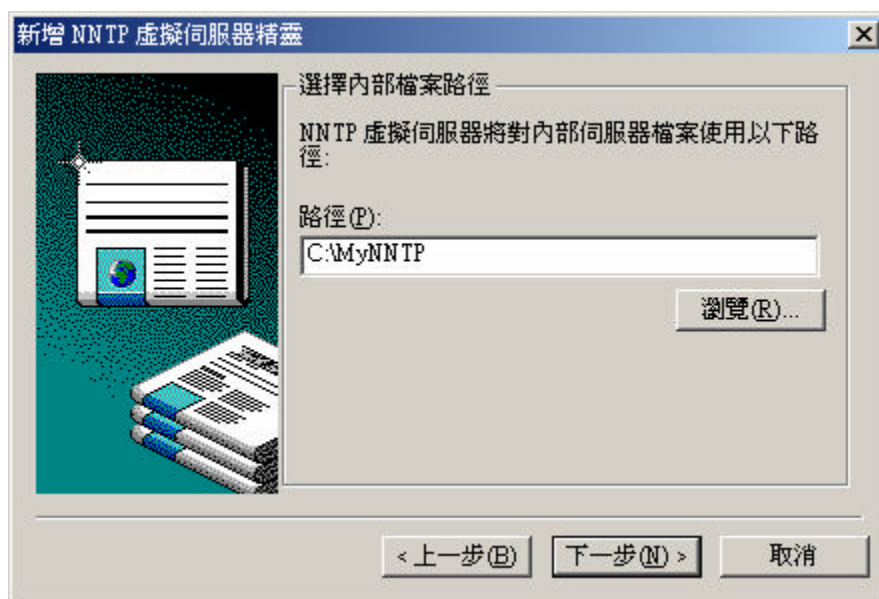 新增 NNTP 虛擬伺服器精靈
選擇內部檔案路徑
NNTP 虛擬伺服器將對內部伺服器檔案使用以下路
徑:
路徑(P):
C:\MyNNTP
瀏覽(R)...
< 上一步(B)
下一步(N) >
取消